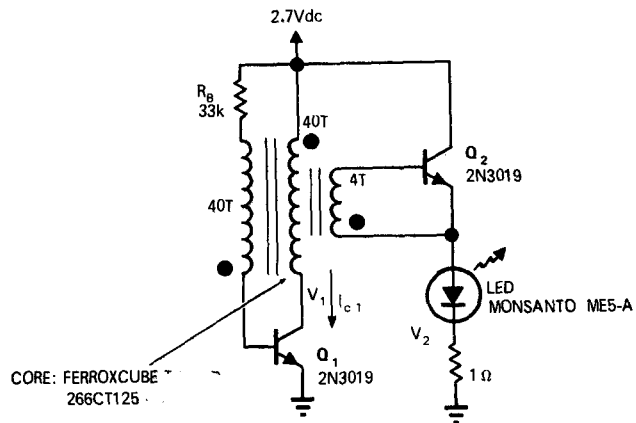 2.7Vdc
R_B
33k
40T
40T
4T
Q_2
2N3019
LED
MONSANTO ME5-A
V_1
I_c1
V_2
Q_1
2N3019
1 Ω
CORE: FERROXCUBE
266CT125